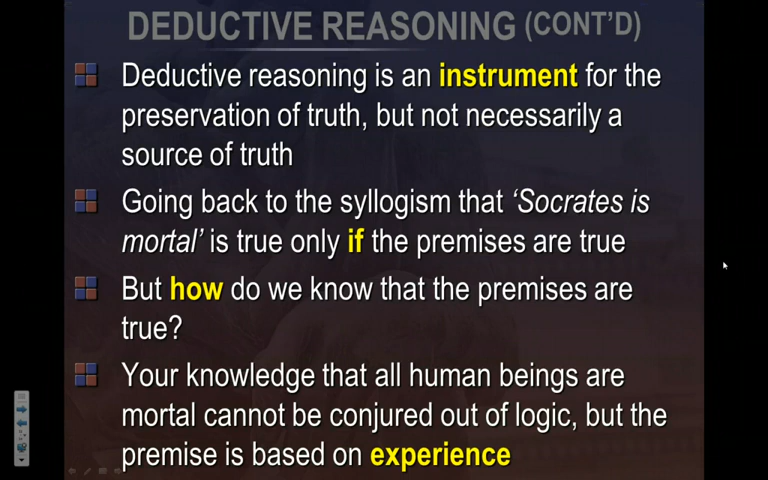 DEDUCTIVE REASONING (CONT'D)
Deductive reasoning is an instrument for the
preservation of truth, but not necessarily a
source of truth
Going back to the syllogism that ‘Socrates is
mortal’ is true only if the premises are true
But how do we know that the premises are
true?
Your knowledge that all human beings are
mortal cannot be conjured out of logic, but the
premise is based on experience